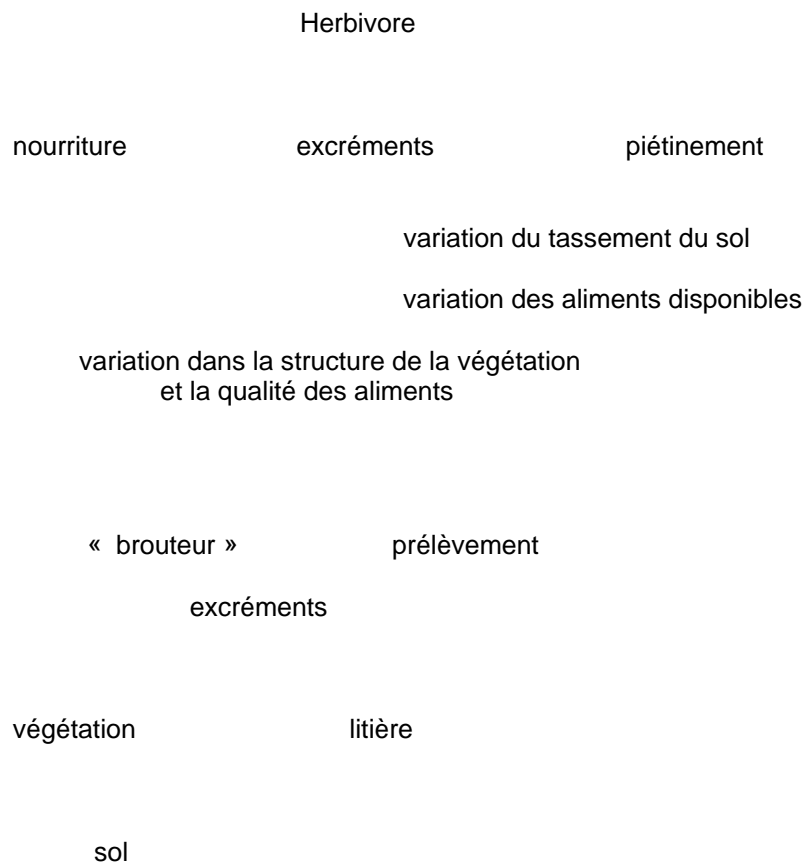 Herbivore
nourriture excréments piétinement
variation du tassement du sol
variation des aliments disponibles
variation dans la structure de la végétation
et la qualité des aliments
« brouteur » prélèvement
excréments
végétation litière
sol